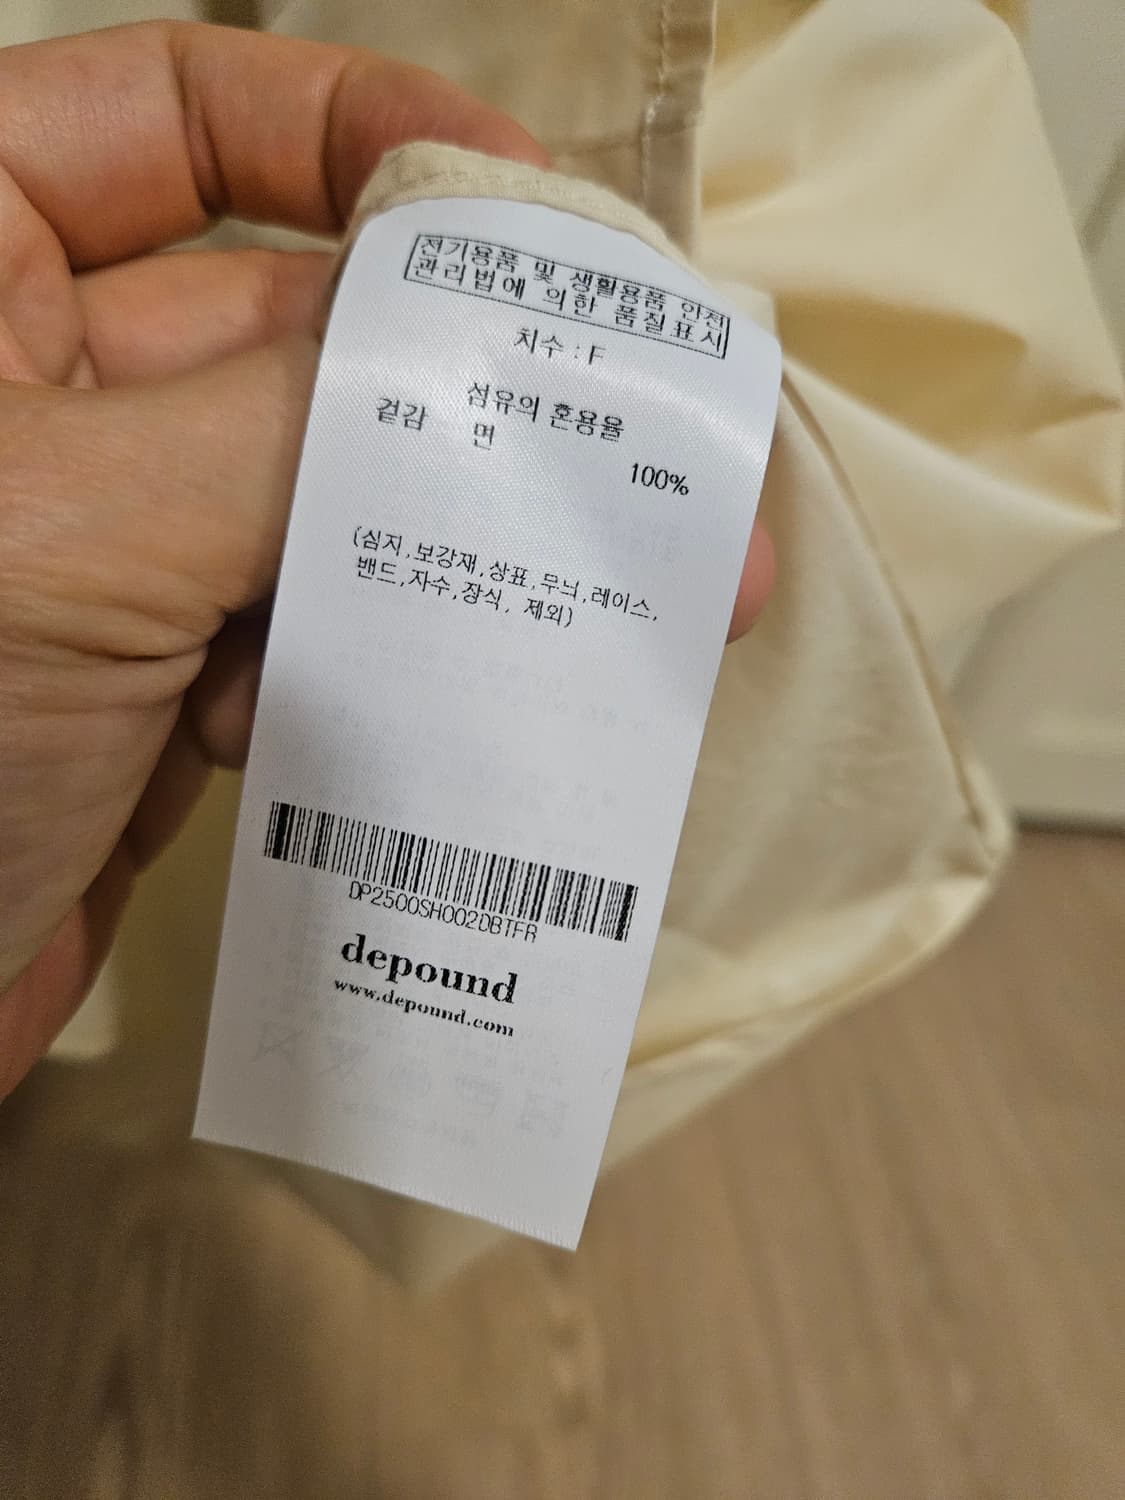 전기용품 및 생활용품 안전
관리법에 의한 품질표시
치수 : F
섬유의 혼용율
겉감 면
100%
(심지,보강재,상표,무늬,레이스,
밴드,자수,장식, 제외)
DP2500SH002DBTFR
depound
www.depound.com